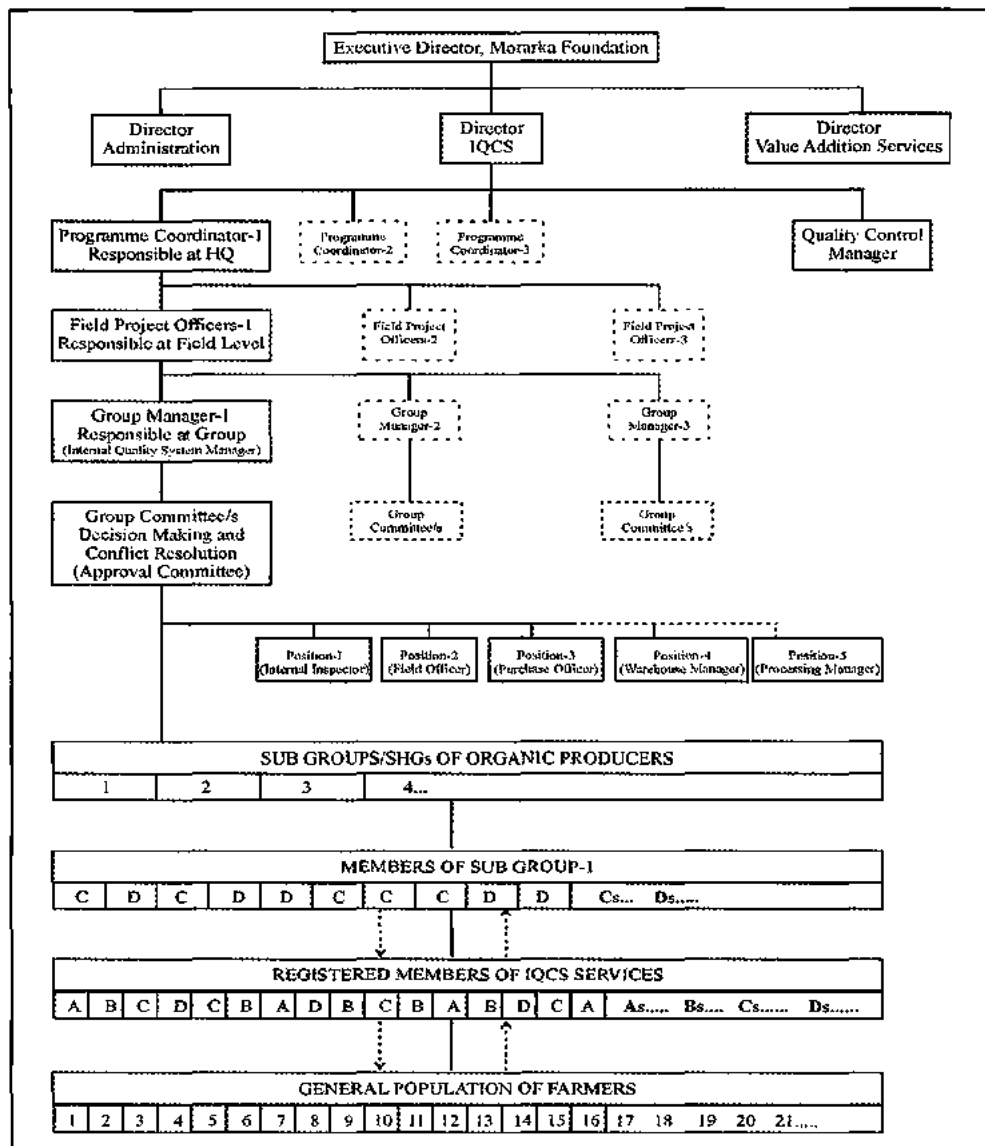 Executive Director, Morarka Foundation
Director
Administration
Director
IQCS
Director
Value Addition Services
Programme Coordinator-1
Responsible at HQ
Programme
Coordinator-2
Programme
Coordinator-3
Quality Control
Manager
Field Project Officers-1
Responsible at Field Level
Field Project
Officers-2
Field Project
Officers-3
Group Manager-1
Responsible at Group
(Internal Quality System Manager)
Group
Manager-2
Group
Manager-3
Group Committee/s
Decision Making and
Conflict Resolution
(Approval Committee)
Group
Committee/s
Group
Committee/s
Position-1
(Internal Inspector)
Position-2
(Field Officer)
Position-3
(Purchase Officer)
Position-4
(Warehouse Manager)
Position-5
(Processing Manager)
SUB GROUPS/SHGs OF ORGANIC PRODUCERS
1 2 3 4...
MEMBERS OF SUB GROUP-1
C D C D D C C C D D Cs... Ds.....
REGISTERED MEMBERS OF IQCS SERVICES
A B C D C B A D B C B A B D C A As..... Bs.... Cs...... Ds......
GENERAL POPULATION OF FARMERS
1 2 3 4 5 6 7 8 9 10 11 12 13 14 15 16 17 18 19 20 21.....